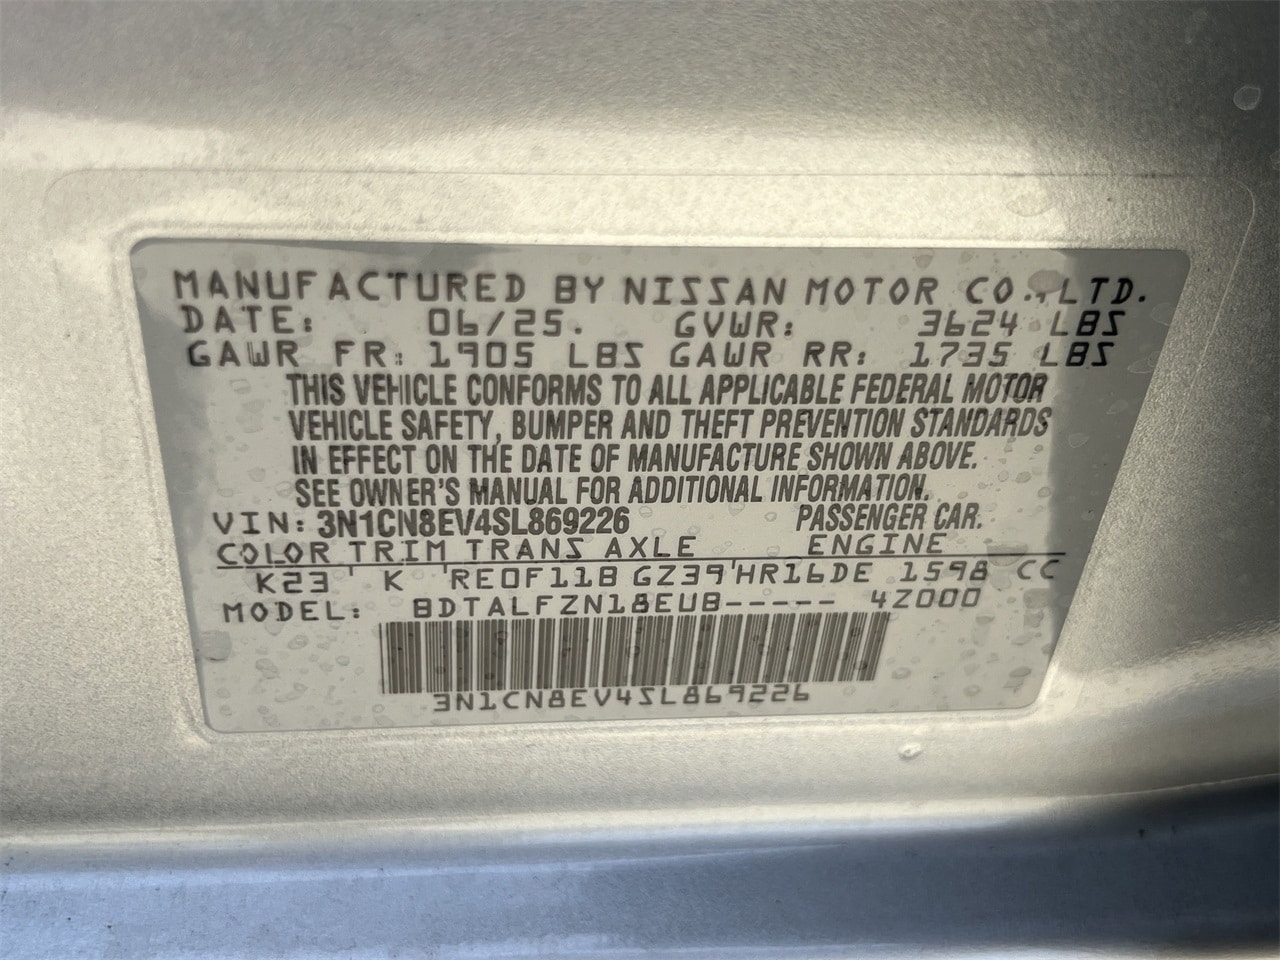 MANUFACTURED BY NISSAN MOTOR CO., LTD.
DATE: 06/25. GVWR: 3624 LBS
GAWR FR: 1905 LBS GAWR RR: 1735 LBS
THIS VEHICLE CONFORMS TO ALL APPLICABLE FEDERAL MOTOR
VEHICLE SAFETY, BUMPER AND THEFT PREVENTION STANDARDS
IN EFFECT ON THE DATE OF MANUFACTURE SHOWN ABOVE.
SEE OWNER'S MANUAL FOR ADDITIONAL INFORMATION.
VIN: 3N1CN8EV4SL869226 PASSENGER CAR.
COLOR TRIM TRANS AXLE ENGINE
K23 ' K 'RE0F11B GZ39'HR16DE 1598 CC
MODEL: BDTALFZN18EUB----- 4Z000
3N1CN8EV4SL869226